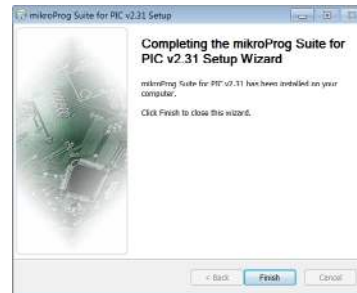 mikroProg Suite for PIC v2.31 Setup
Completing the mikroProg Suite for
PIC v2.31 Setup Wizard
mikroProg Suite for PIC v2.31 has been installed on your
computer.
Click Finish to close this wizard.
< Back
Finish
Cancel